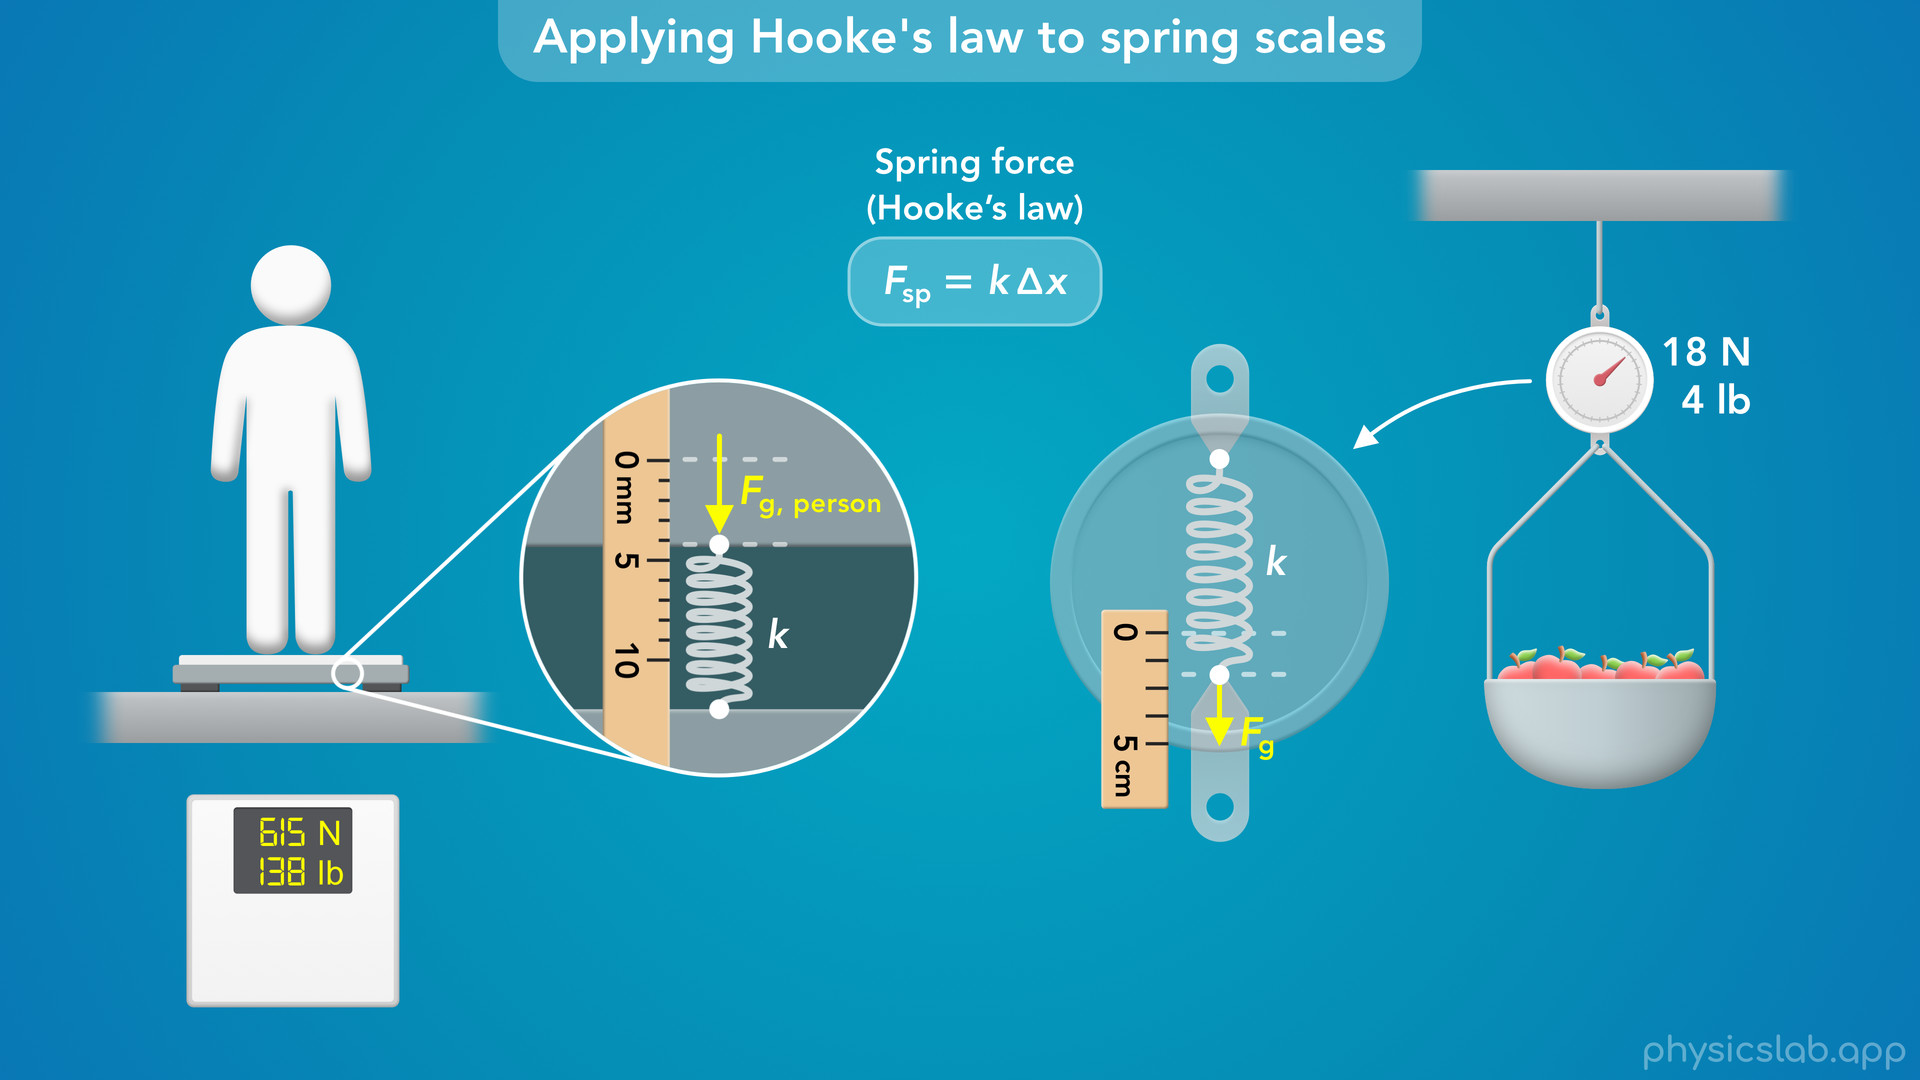 Applying Hooke's law to spring scales
Spring force
(Hooke’s law)
F_sp = k Δx
18 N
4 lb
0 mm
5
10
F_g, person
k
k
0
5 cm
F_g
615 N
138 lb
physicslab.app